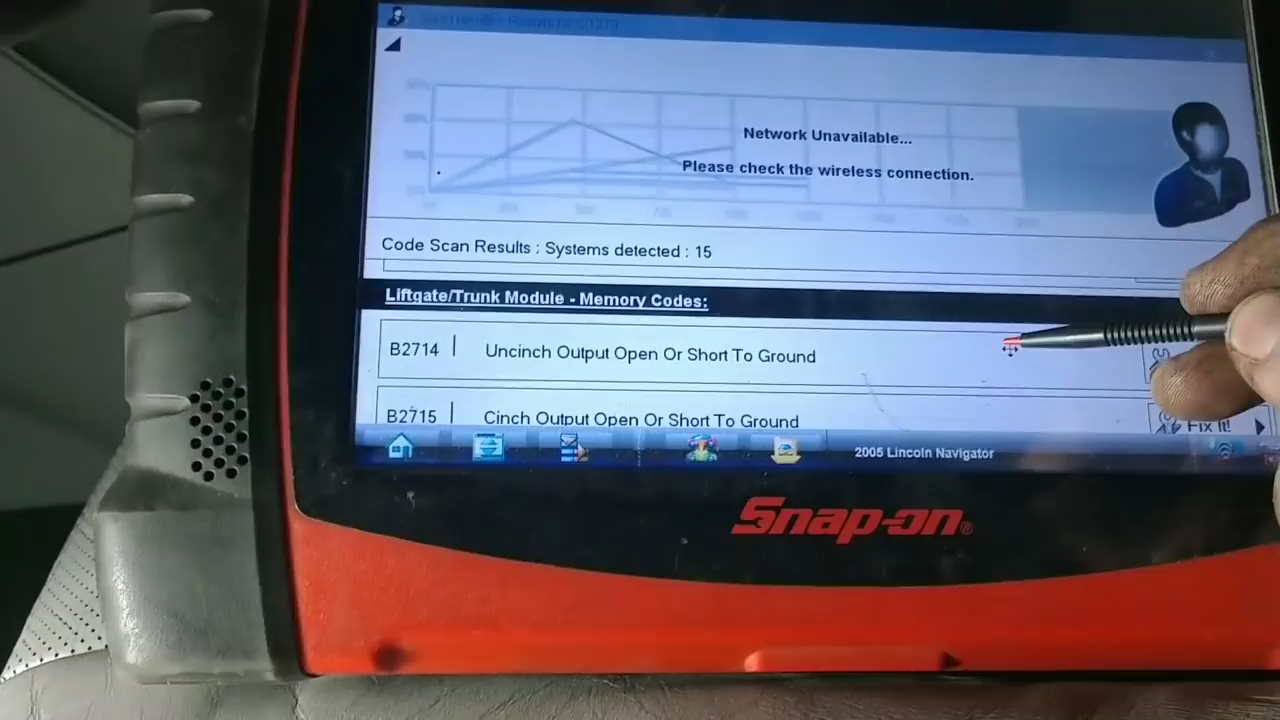 Network Unavailable...
Please check the wireless connection.
Code Scan Results : Systems detected : 15
Liftgate/Trunk Module - Memory Codes:
B2714 Uncinch Output Open Or Short To Ground
B2715 Cinch Output Open Or Short To Ground
Fix It!
2005 Lincoln Navigator
Snap-on®